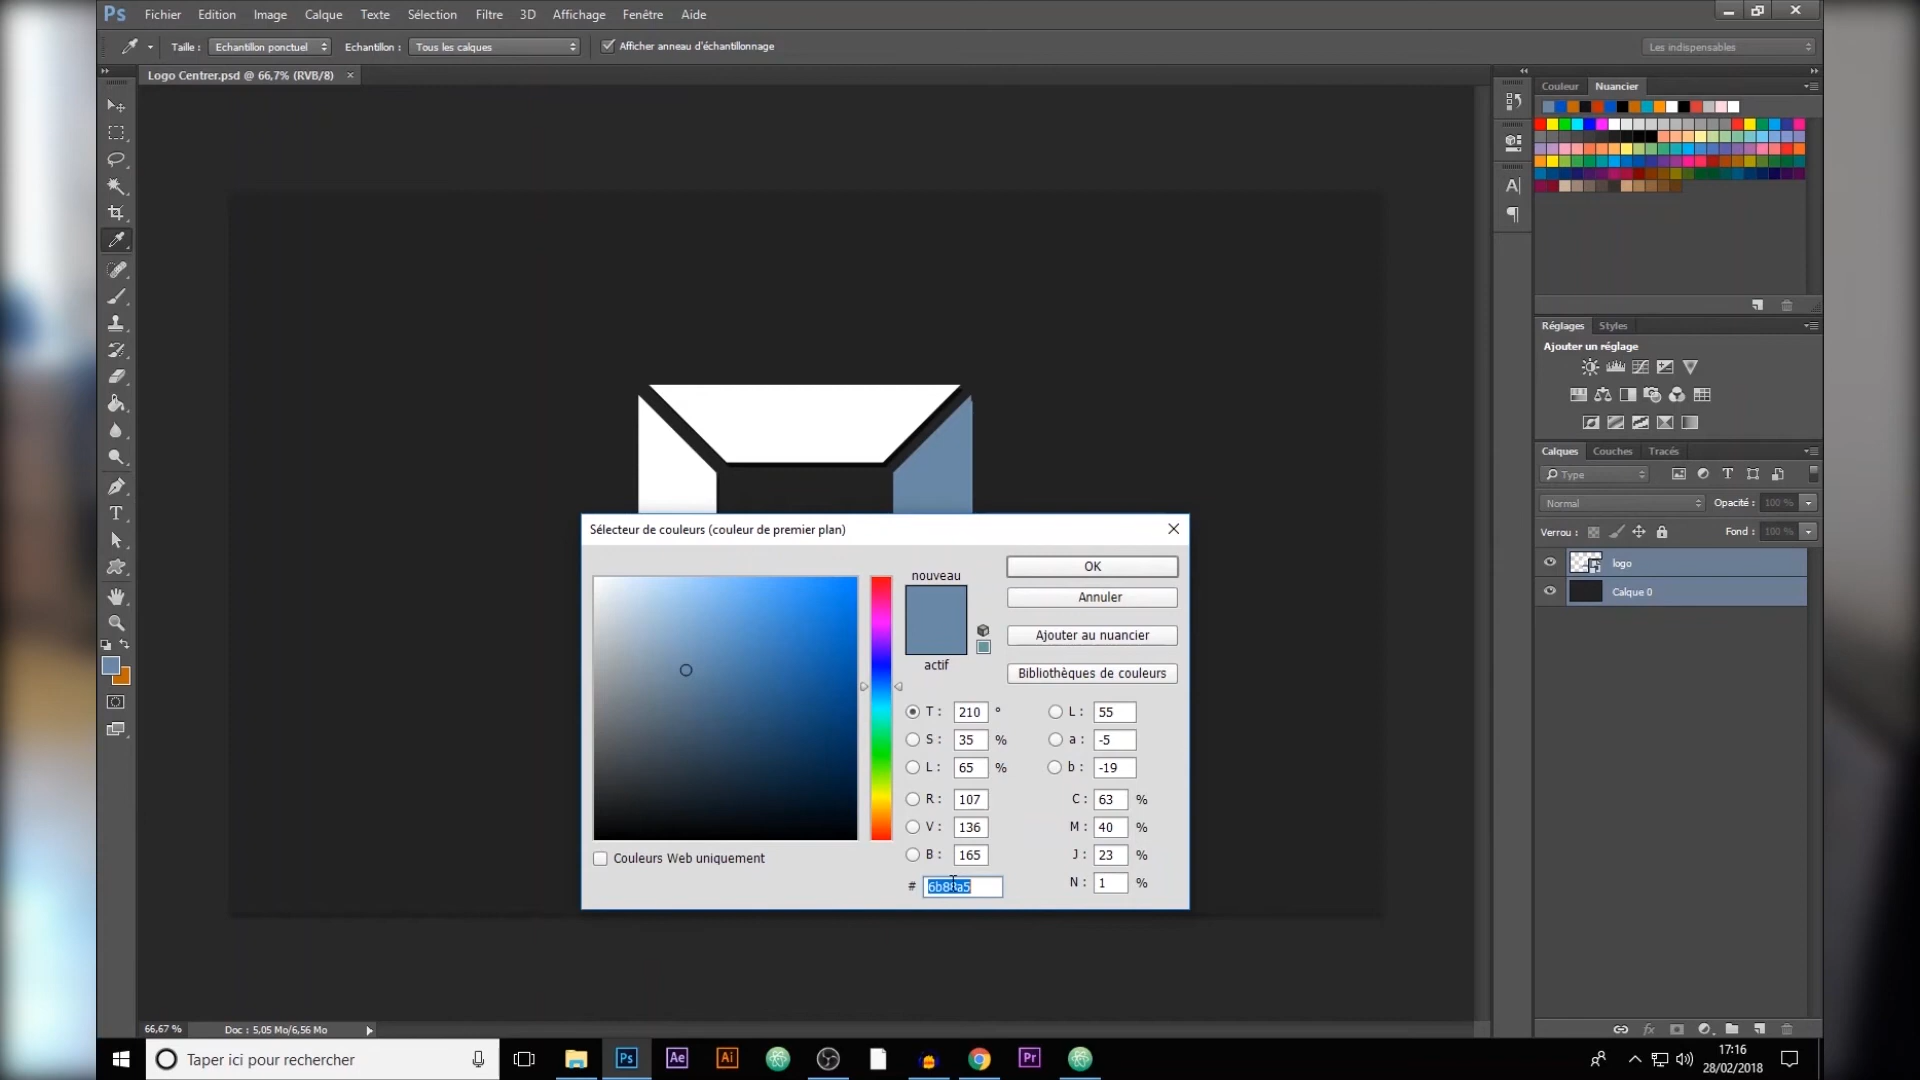 Ps Fichier Edition Image Calque Texte Sélection Filtre 3D Affichage Fenêtre Aide
Taille : Echantillon ponctuel Echantillon : Tous les calques Afficher anneau d'échantillonnage Les indispensables
Logo Centrer.psd @ 66,7% (RVB/8) ×
Couleur Nuancier
Réglages Styles
Ajouter un réglage
Calques Couches Tracés
Type
Normal Opacité : 100 %
Verrou : Fond : 100 %
logo
Calque 0
Sélecteur de couleurs (couleur de premier plan)
nouveau
actif
OK
Annuler
Ajouter au nuancier
Bibliothèques de couleurs
T : 210 ° L : 55
S : 35 % a : -5
L : 65 % b : -19
R : 107 C : 63 %
V : 136 M : 40 %
B : 165 J : 23 %
# 6b88a5 N : 1 %
Couleurs Web uniquement
66,67 % Doc : 5,05 Mo/6,56 Mo
Taper ici pour rechercher
Ps Ae Ai Pr
17:16
28/02/2018